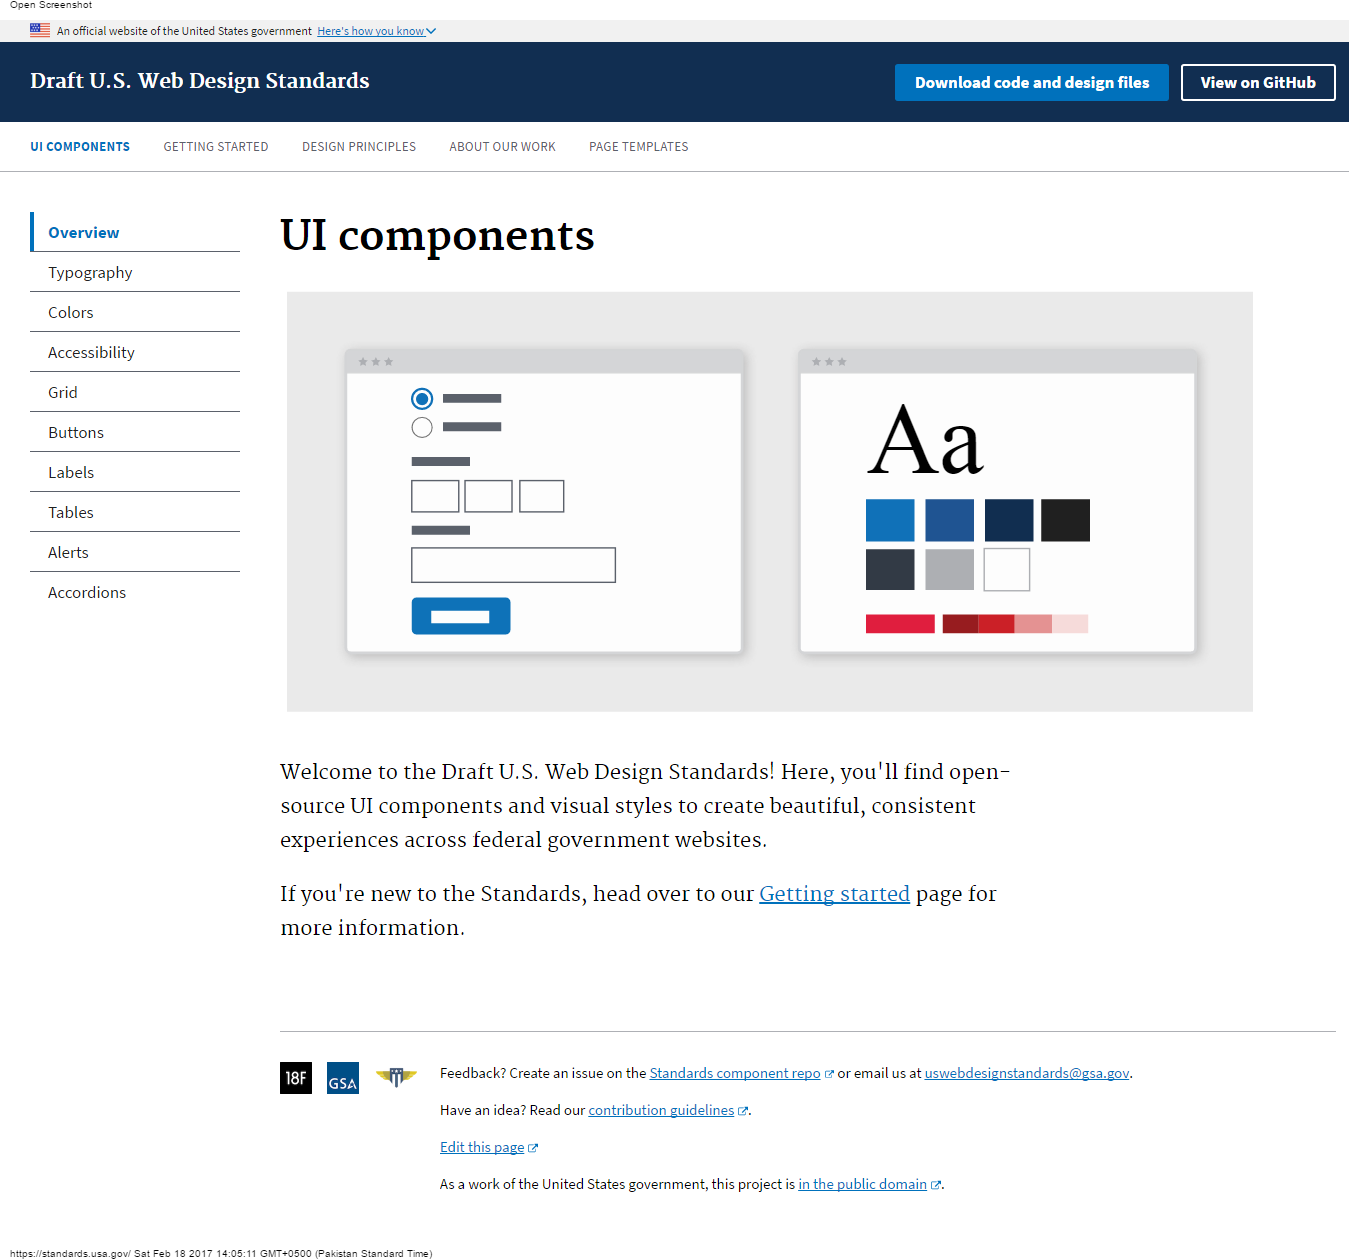 Open Screenshot
An official website of the United States government Here's how you know
Draft U.S. Web Design Standards
Download code and design files
View on GitHub
UI COMPONENTS
GETTING STARTED
DESIGN PRINCIPLES
ABOUT OUR WORK
PAGE TEMPLATES
Overview
Typography
Colors
Accessibility
Grid
Buttons
Labels
Tables
Alerts
Accordions
UI components
Aa
Welcome to the Draft U.S. Web Design Standards! Here, you'll find open-
source UI components and visual styles to create beautiful, consistent
experiences across federal government websites.
If you're new to the Standards, head over to our Getting started page for
more information.
18F
GSA
Feedback? Create an issue on the Standards component repo or email us at uswebdesignstandards@gsa.gov.
Have an idea? Read our contribution guidelines.
Edit this page
As a work of the United States government, this project is in the public domain.
https://standards.usa.gov/ Sat Feb 18 2017 14:05:11 GMT+0500 (Pakistan Standard Time)